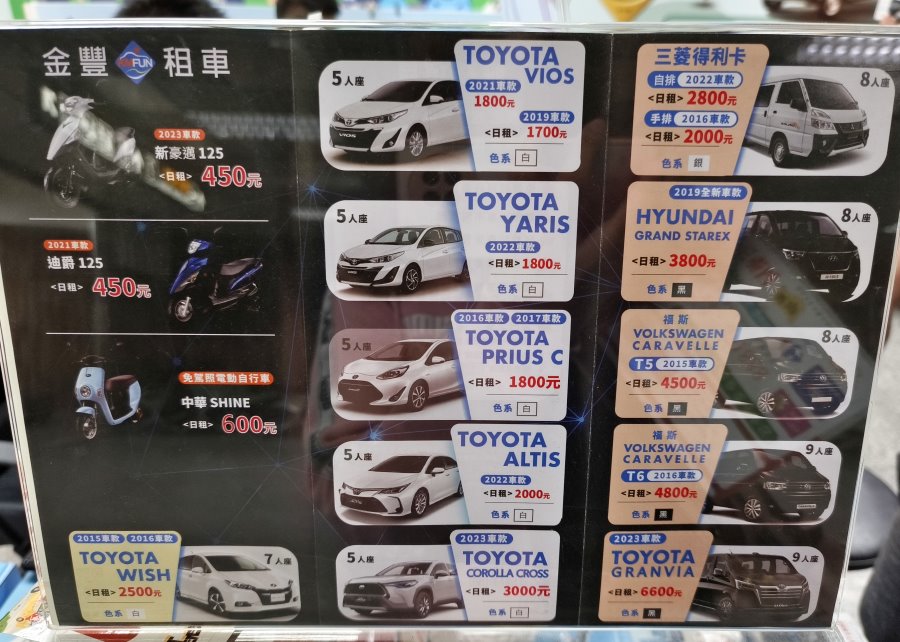 金豐 FunFUN 租車
2023車款
新豪邁 125
<日租> 450元
2021車款
迪爵 125
<日租> 450元
免駕照電動自行車
中華 SHINE
<日租> 600元
2015車款 2016車款
TOYOTA
WISH
7人座
<日租> 2500元
色系 白
5人座
TOYOTA
VIOS
2021車款
1800元
2019車款
<日租> 1700元
色系 白
5人座
TOYOTA
YARIS
2022車款
<日租> 1800元
色系 白
2016車款 2017車款
5人座
TOYOTA
PRIUS C
<日租> 1800元
色系 白
5人座
TOYOTA
ALTIS
2022車款
<日租> 2000元
色系 白
2023車款
5人座
TOYOTA
COROLLA CROSS
<日租> 3000元
色系 白
三菱得利卡
8人座
自排 2022車款
<日租> 2800元
手排 2016車款
<日租> 2000元
色系 銀
2019全新車款
8人座
HYUNDAI
GRAND STAREX
<日租> 3800元
色系 黑
福斯
8人座
VOLKSWAGEN
CARAVELLE
T5 2015車款
<日租> 4500元
色系 黑
福斯
9人座
VOLKSWAGEN
CARAVELLE
T6 2016車款
<日租> 4800元
色系 黑
2023車款
9人座
TOYOTA
GRANVIA
<日租> 6600元
色系 黑